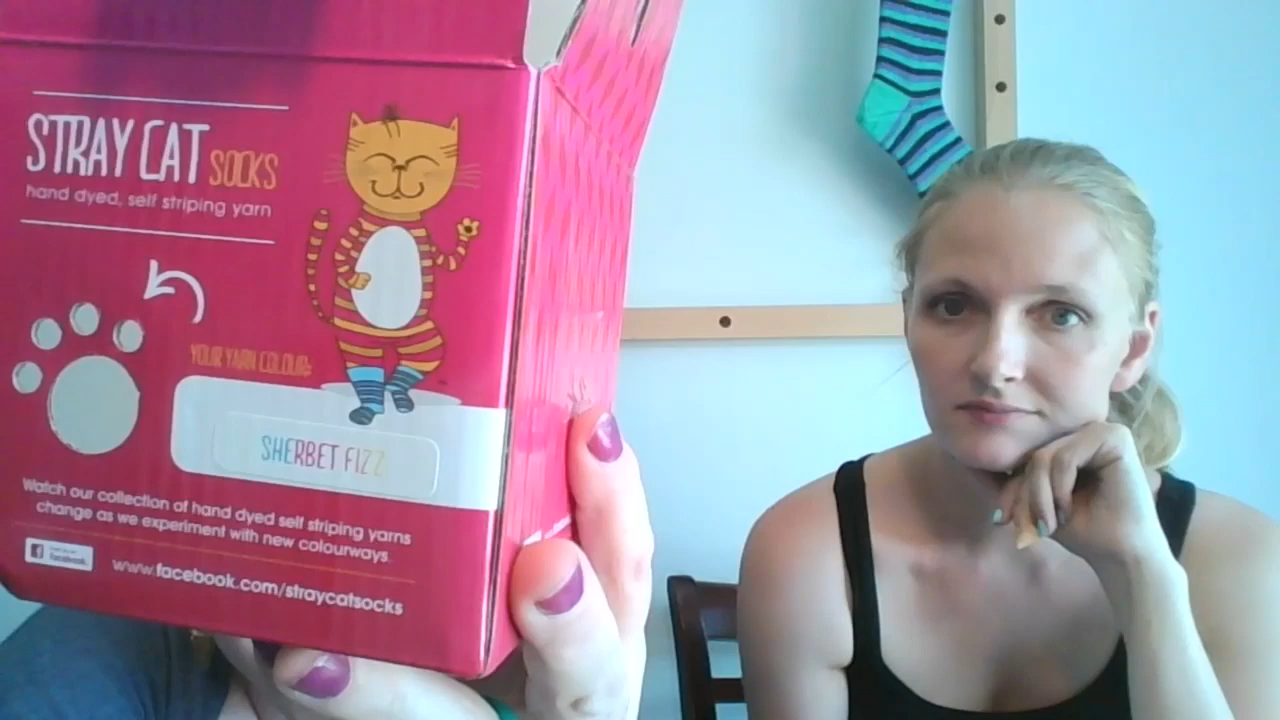 STRAY CAT SOCKS
hand dyed, self striping yarn
YOUR YARN COLOUR:
SHERBET FIZZ
Watch our collection of hand dyed self striping yarns
change as we experiment with new colourways.
facebook
www.facebook.com/straycatsocks